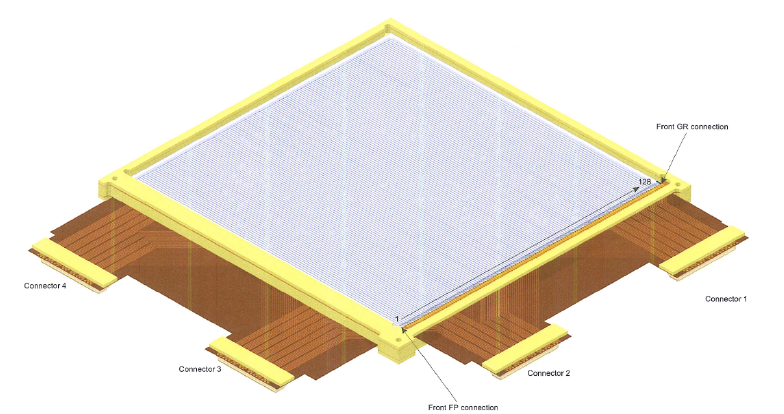 Front GR connection
128
Connector 4
Connector 1
1
Connector 3
Connector 2
Front FP connection